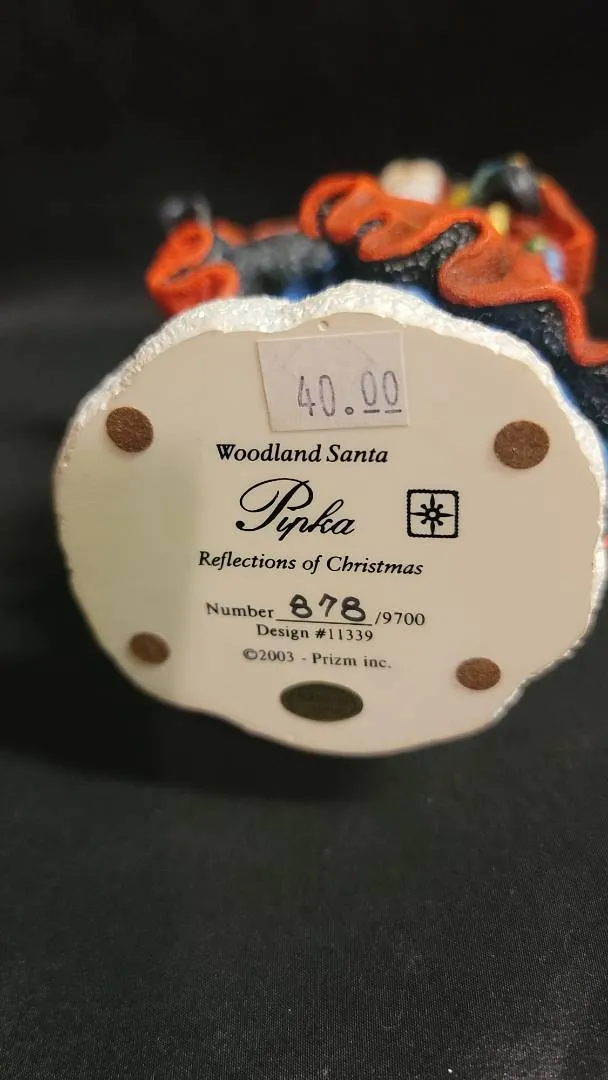 40.00
Woodland Santa
Pipka
Reflections of Christmas
Number 878 /9700
Design #11339
©2003 - Prizm inc.